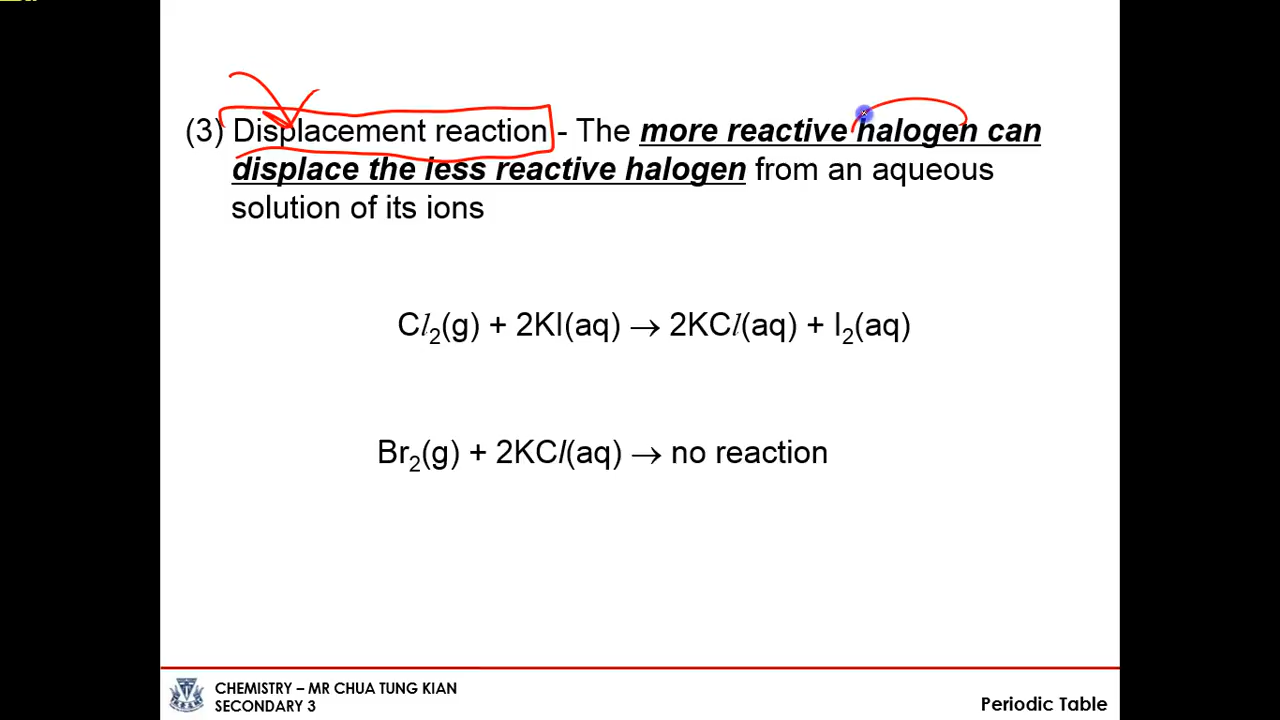 (3) Displacement reaction - The more reactive halogen can
displace the less reactive halogen from an aqueous
solution of its ions
Cl₂(g) + 2KI(aq) → 2KCl(aq) + I₂(aq)
Br₂(g) + 2KCl(aq) → no reaction
CHEMISTRY – MR CHUA TUNG KIAN
SECONDARY 3
Periodic Table